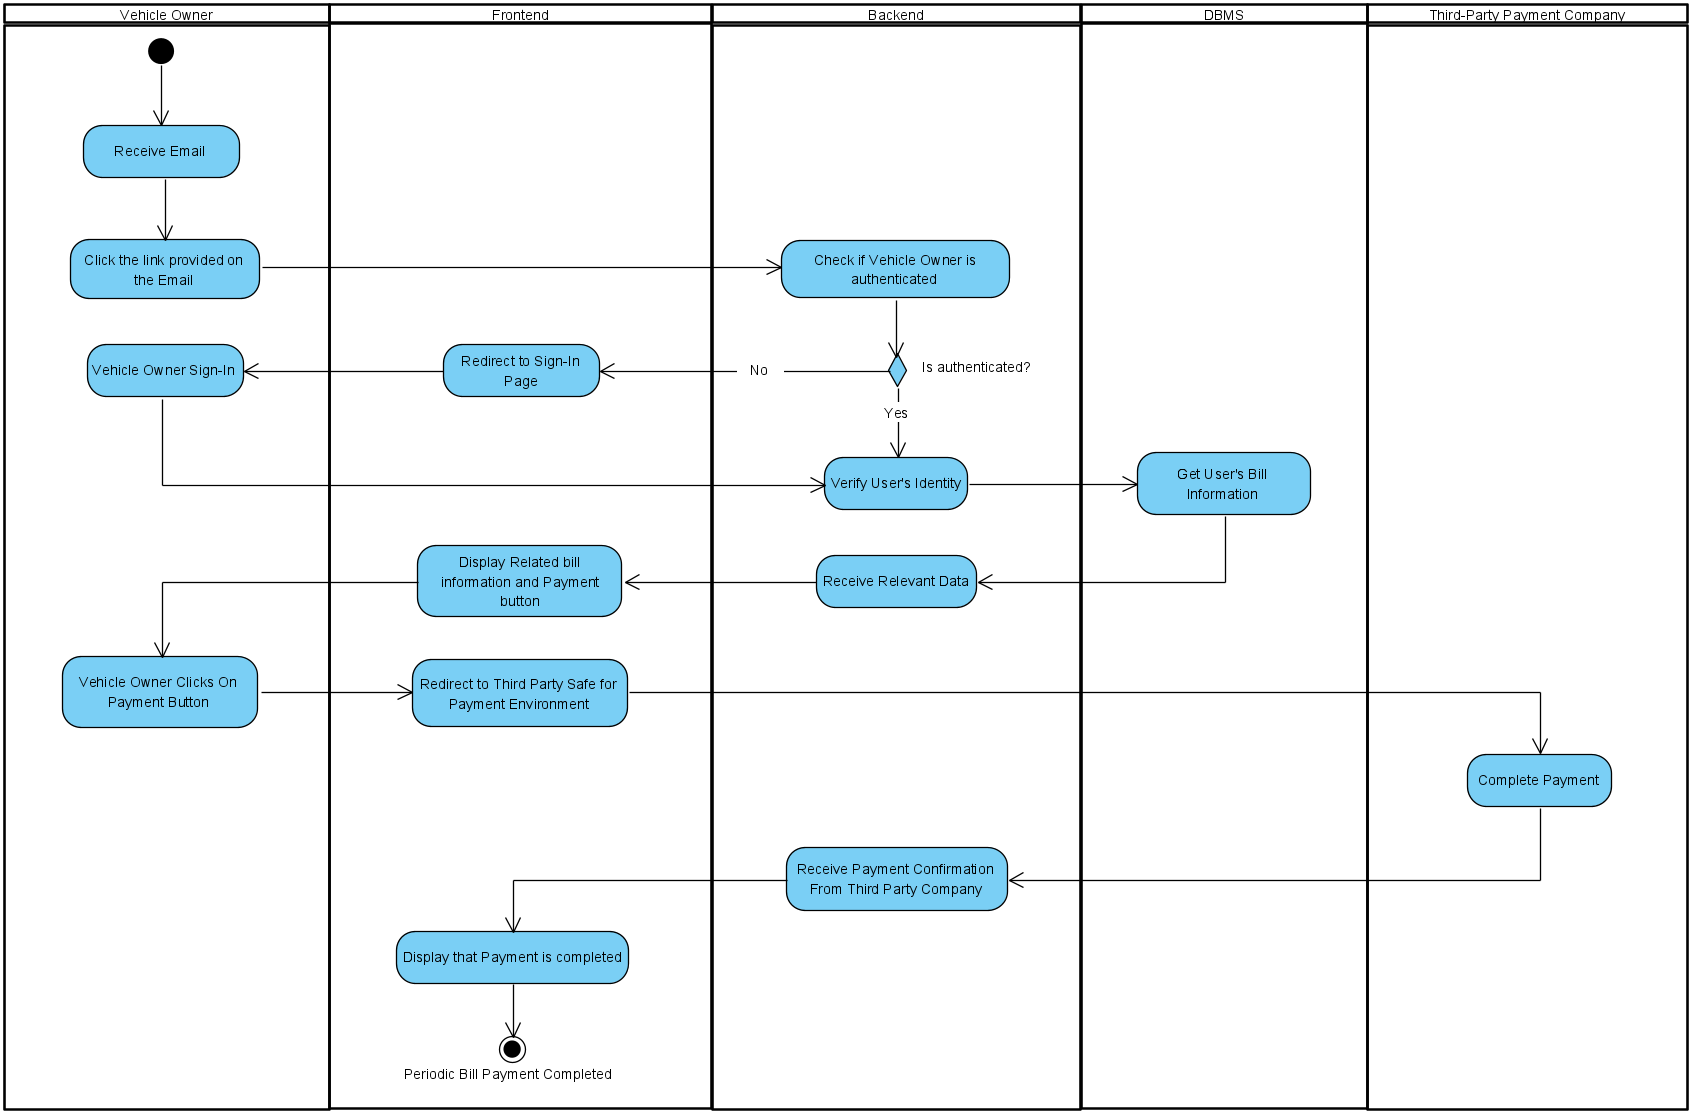 Vehicle Owner
Frontend
Backend
DBMS
Third-Party Payment Company
Receive Email
Click the link provided on
the Email
Check if Vehicle Owner is
authenticated
Vehicle Owner Sign-In
Redirect to Sign-In
Page
No
Is authenticated?
Yes
Verify User's Identity
Get User's Bill
Information
Display Related bill
information and Payment
button
Receive Relevant Data
Vehicle Owner Clicks On
Payment Button
Redirect to Third Party Safe for
Payment Environment
Complete Payment
Receive Payment Confirmation
From Third Party Company
Display that Payment is completed
Periodic Bill Payment Completed